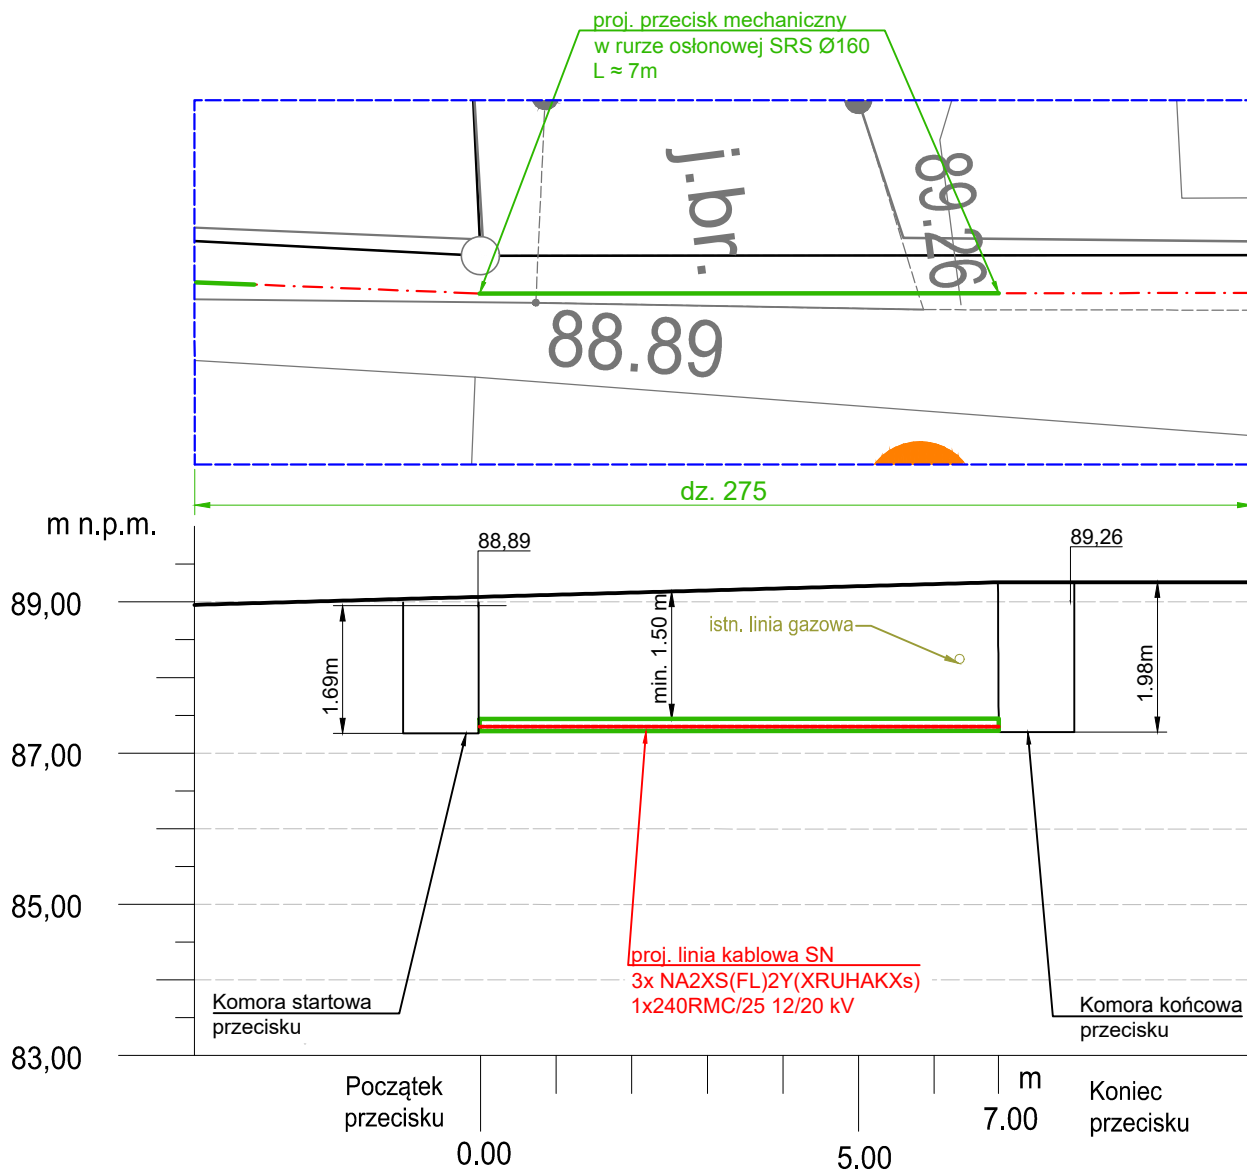 proj. przecisk mechaniczny
w rurze osłonowej SRS Ø160
L ≈ 7m
j.br.
89.26
88.89
dz. 275
m n.p.m.
88,89
89,26
89,00
istn. linia gazowa
min. 1.50 m
1.69m
1.98m
87,00
85,00
proj. linia kablowa SN
3x NA2XS(FL)2Y(XRUHAKXs)
1x240RMC/25 12/20 kV
Komora startowa
przecisku
Komora końcowa
przecisku
83,00
Początek
przecisku
m
Koniec
przecisku
7.00
0.00
5.00